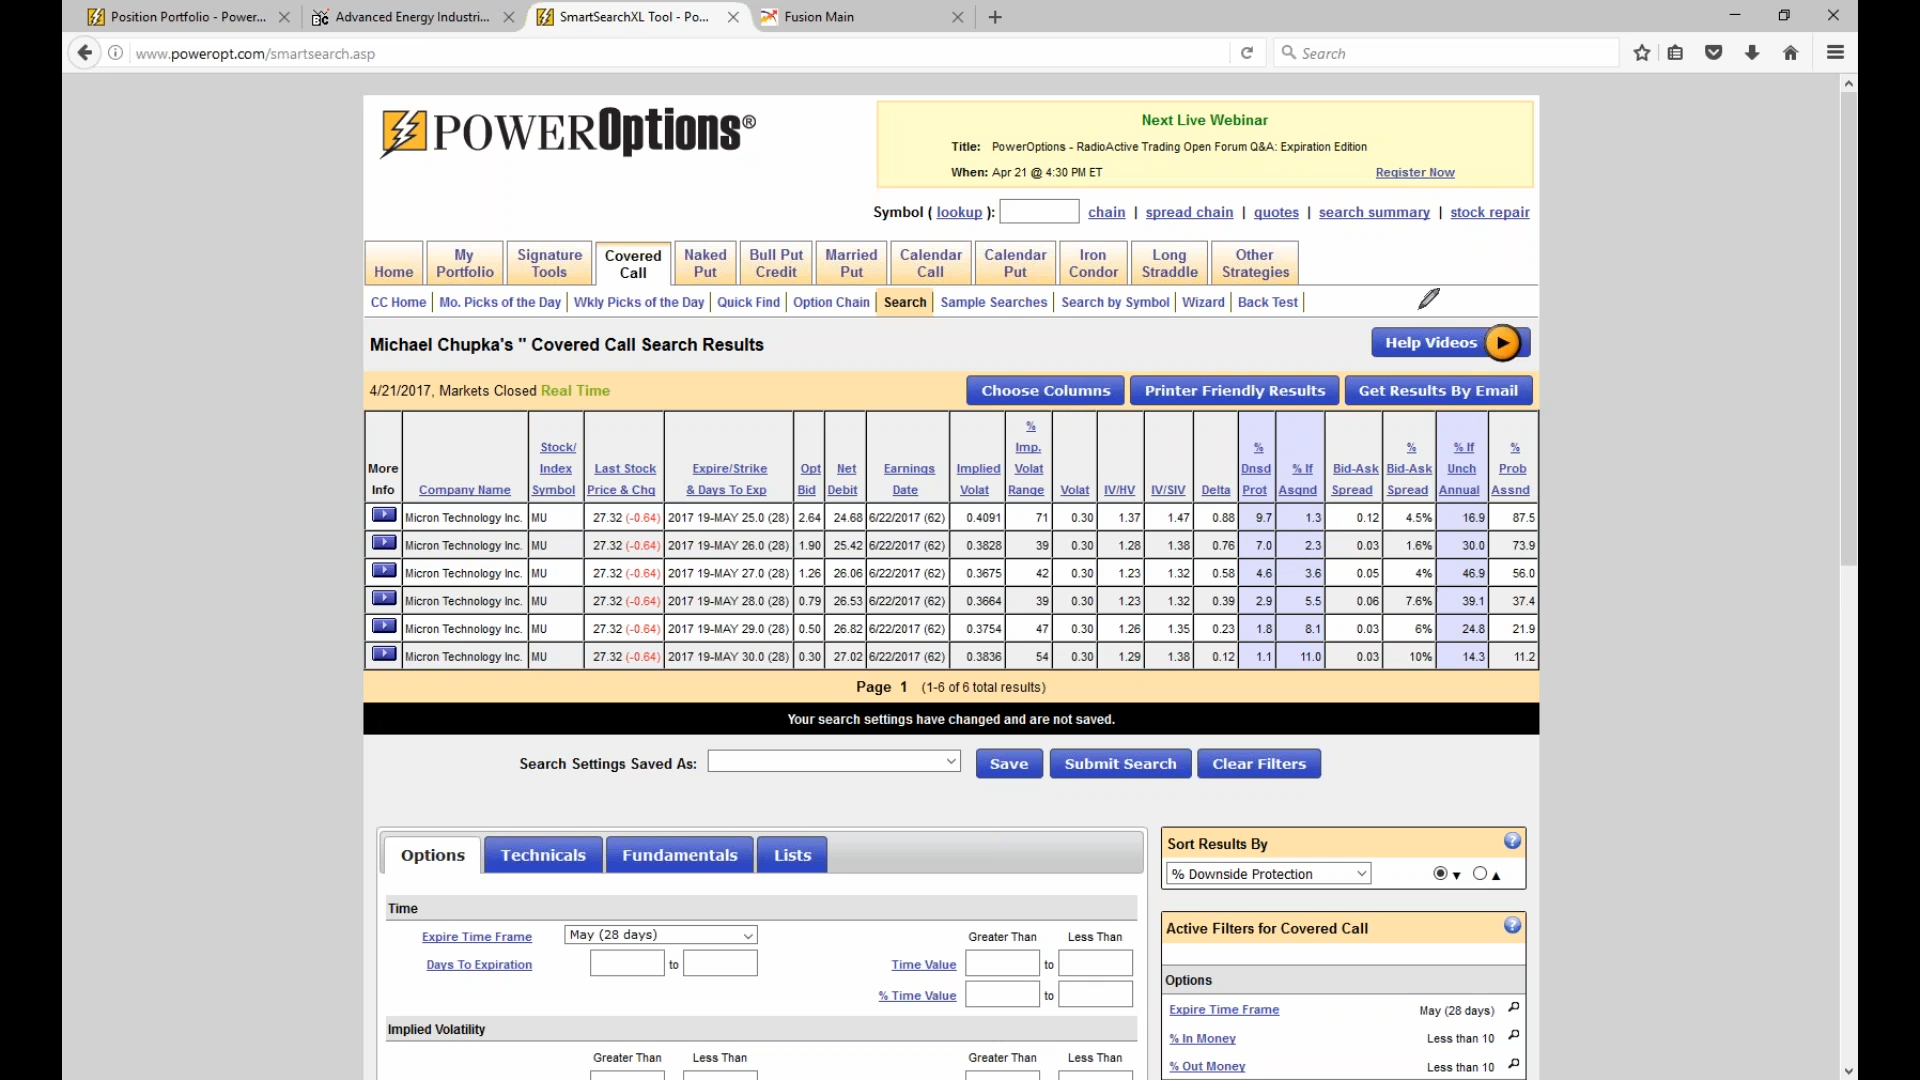 Position Portfolio - Power... Advanced Energy Industri... SmartSearchXL Tool - Po... Fusion Main
www.poweropt.com/smartsearch.asp Search
POWEROptions®
Next Live Webinar
Title: PowerOptions - RadioActive Trading Open Forum Q&A: Expiration Edition
When: Apr 21 @ 4:30 PM ET Register Now
Symbol ( lookup ): chain | spread chain | quotes | search summary | stock repair
Home My Portfolio Signature Tools Covered Call Naked Put Bull Put Credit Married Put Calendar Call Calendar Put Iron Condor Long Straddle Other Strategies
CC Home Mo. Picks of the Day Wkly Picks of the Day Quick Find Option Chain Search Sample Searches Search by Symbol Wizard Back Test
Michael Chupka's " Covered Call Search Results Help Videos
4/21/2017, Markets Closed Real Time Choose Columns Printer Friendly Results Get Results By Email
More Info Company Name Stock/ Index Symbol Last Stock Price & Chg Expire/Strike & Days To Exp Opt Bid Net Debit Earnings Date Implied Volat % Imp. Volat Range Volat IV/HV IV/SIV Delta % Dnsd Prot % If Asgnd Bid-Ask Spread % Bid-Ask Spread % If Unch Annual % Prob Assnd
Micron Technology Inc. MU 27.32 (-0.64) 2017 19-MAY 25.0 (28) 2.64 24.68 6/22/2017 (62) 0.4091 71 0.30 1.37 1.47 0.88 9.7 1.3 0.12 4.5% 16.9 87.5
Micron Technology Inc. MU 27.32 (-0.64) 2017 19-MAY 26.0 (28) 1.90 25.42 6/22/2017 (62) 0.3828 39 0.30 1.28 1.38 0.76 7.0 2.3 0.03 1.6% 30.0 73.9
Micron Technology Inc. MU 27.32 (-0.64) 2017 19-MAY 27.0 (28) 1.26 26.06 6/22/2017 (62) 0.3675 42 0.30 1.23 1.32 0.58 4.6 3.6 0.05 4% 46.9 56.0
Micron Technology Inc. MU 27.32 (-0.64) 2017 19-MAY 28.0 (28) 0.79 26.53 6/22/2017 (62) 0.3664 39 0.30 1.23 1.32 0.39 2.9 5.5 0.06 7.6% 39.1 37.4
Micron Technology Inc. MU 27.32 (-0.64) 2017 19-MAY 29.0 (28) 0.50 26.82 6/22/2017 (62) 0.3754 47 0.30 1.26 1.35 0.23 1.8 8.1 0.03 6% 24.8 21.9
Micron Technology Inc. MU 27.32 (-0.64) 2017 19-MAY 30.0 (28) 0.30 27.02 6/22/2017 (62) 0.3836 54 0.30 1.29 1.38 0.12 1.1 11.0 0.03 10% 14.3 11.2
Page 1 (1-6 of 6 total results)
Your search settings have changed and are not saved.
Search Settings Saved As: Save Submit Search Clear Filters
Options Technicals Fundamentals Lists
Sort Results By
% Downside Protection
Time
Expire Time Frame May (28 days) Greater Than Less Than
Days To Expiration to Time Value to
% Time Value to
Implied Volatility
Greater Than Less Than Greater Than Less Than
Active Filters for Covered Call
Options
Expire Time Frame May (28 days)
% In Money Less than 10
% Out Money Less than 10